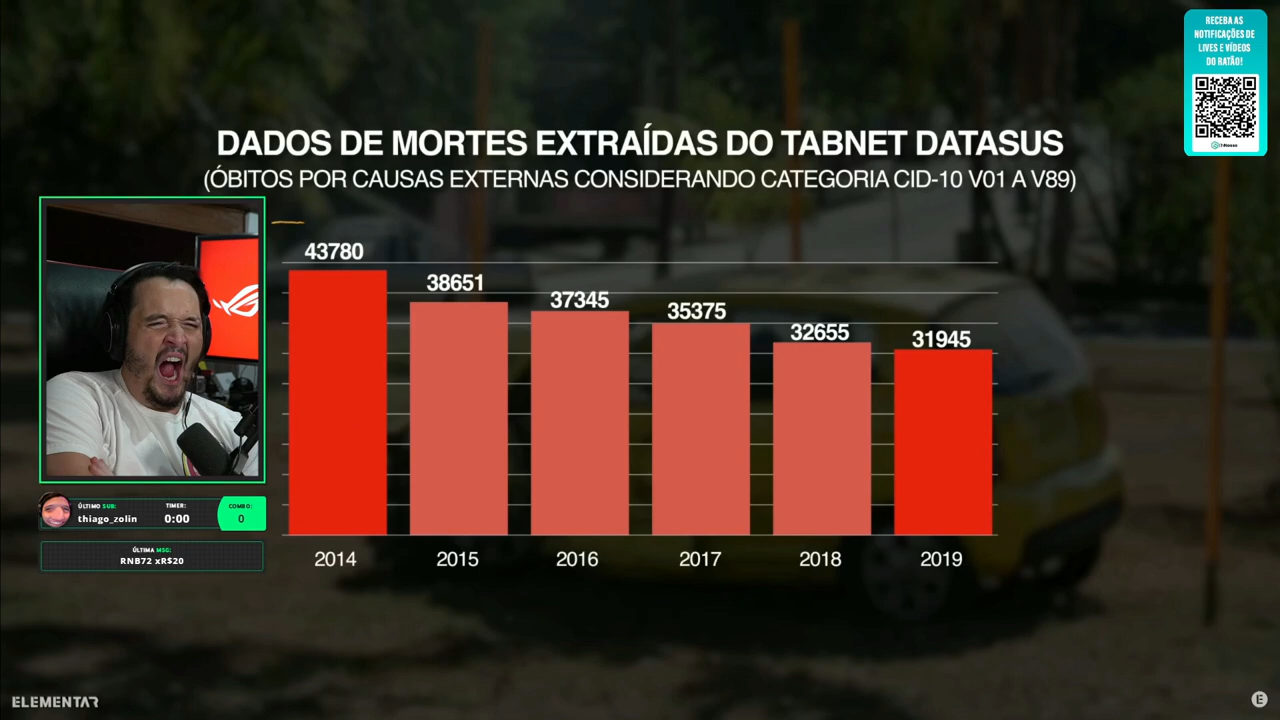 RECEBA AS
NOTIFICAÇÕES DE
LIVES E VÍDEOS
DO RATÃO!
DADOS DE MORTES EXTRAÍDAS DO TABNET DATASUS
(ÓBITOS POR CAUSAS EXTERNAS CONSIDERANDO CATEGORIA CID-10 V01 A V89)
43780
38651
37345
35375
32655
31945
2014
2015
2016
2017
2018
2019
ÚLTIMO SUB:
thiago_zolin
TIMER:
0:00
COMBO:
0
ÚLTIMA MSG:
RNB72 xR$20
ELEMENTAR
E